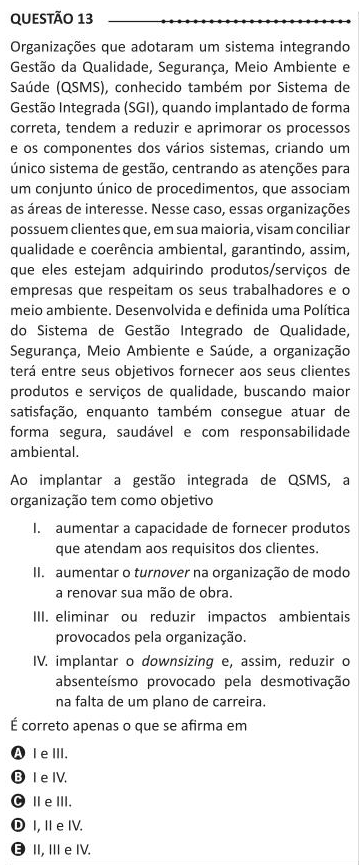 QUESTÃO 13
Organizações que adotaram um sistema integrando
Gestão da Qualidade, Segurança, Meio Ambiente e
Saúde (QSMS), conhecido também por Sistema de
Gestão Integrada (SGI), quando implantado de forma
correta, tendem a reduzir e aprimorar os processos
e os componentes dos vários sistemas, criando um
único sistema de gestão, centrando as atenções para
um conjunto único de procedimentos, que associam
as áreas de interesse. Nesse caso, essas organizações
possuem clientes que, em sua maioria, visam conciliar
qualidade e coerência ambiental, garantindo, assim,
que eles estejam adquirindo produtos/serviços de
empresas que respeitam os seus trabalhadores e o
meio ambiente. Desenvolvida e definida uma Política
do Sistema de Gestão Integrado de Qualidade,
Segurança, Meio Ambiente e Saúde, a organização
terá entre seus objetivos fornecer aos seus clientes
produtos e serviços de qualidade, buscando maior
satisfação, enquanto também consegue atuar de
forma segura, saudável e com responsabilidade
ambiental.
Ao implantar a gestão integrada de QSMS, a
organização tem como objetivo
I. aumentar a capacidade de fornecer produtos
que atendam aos requisitos dos clientes.
II. aumentar o turnover na organização de modo
a renovar sua mão de obra.
III. eliminar ou reduzir impactos ambientais
provocados pela organização.
IV. implantar o downsizing e, assim, reduzir o
absenteísmo provocado pela desmotivação
na falta de um plano de carreira.
É correto apenas o que se afirma em
A I e III.
B I e IV.
C II e III.
D I, II e IV.
E II, III e IV.